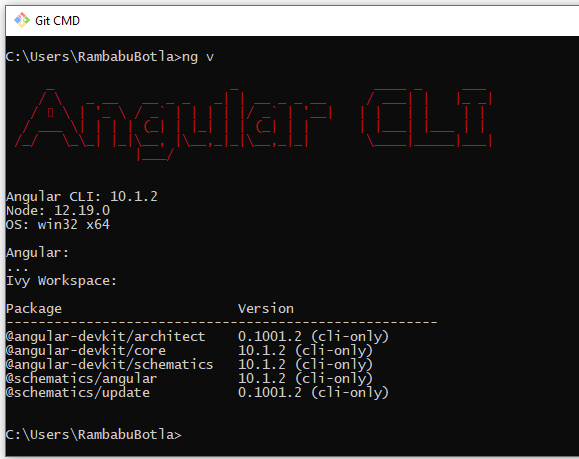 Git CMD
C:\Users\RambabuBotla>ng v
Angular CLI
Angular CLI: 10.1.2
Node: 12.19.0
OS: win32 x64
Angular:
...
Ivy Workspace:
Package Version
------------------------------------------------------
@angular-devkit/architect 0.1001.2 (cli-only)
@angular-devkit/core 10.1.2 (cli-only)
@angular-devkit/schematics 10.1.2 (cli-only)
@schematics/angular 10.1.2 (cli-only)
@schematics/update 0.1001.2 (cli-only)
C:\Users\RambabuBotla>